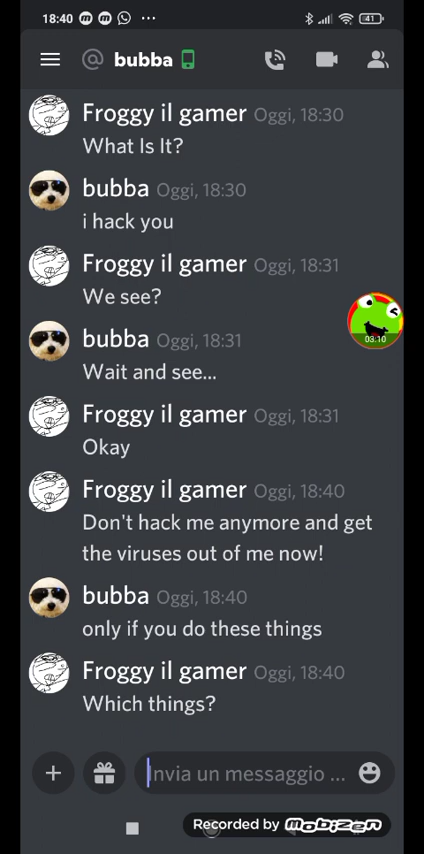 18:40
41
@ bubba
Froggy il gamer Oggi, 18:30
What Is It?
bubba Oggi, 18:30
i hack you
Froggy il gamer Oggi, 18:31
We see?
03:10
bubba Oggi, 18:31
Wait and see...
Froggy il gamer Oggi, 18:31
Okay
Froggy il gamer Oggi, 18:40
Don't hack me anymore and get
the viruses out of me now!
bubba Oggi, 18:40
only if you do these things
Froggy il gamer Oggi, 18:40
Which things?
Invia un messaggio ...
Recorded by Mobizen